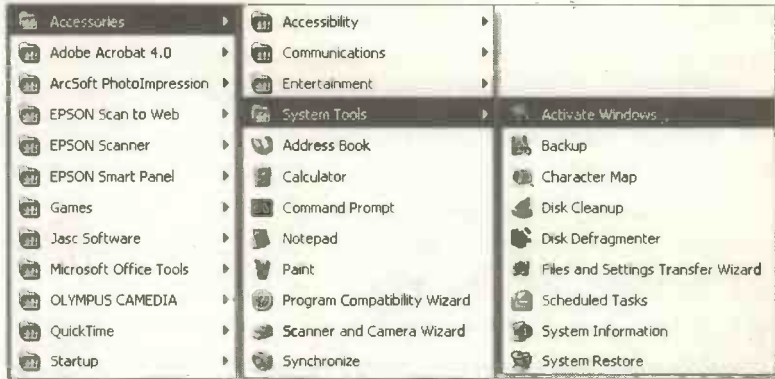 Accessories
Adobe Acrobat 4.0
ArcSoft PhotoImpression
EPSON Scan to Web
EPSON Scanner
EPSON Smart Panel
Games
Jasc Software
Microsoft Office Tools
OLYMPUS CAMEDIA
QuickTime
Startup
Accessibility
Communications
Entertainment
System Tools
Address Book
Calculator
Command Prompt
Notepad
Paint
Program Compatibility Wizard
Scanner and Camera Wizard
Synchronize
Activate Windows
Backup
Character Map
Disk Cleanup
Disk Defragmenter
Files and Settings Transfer Wizard
Scheduled Tasks
System Information
System Restore